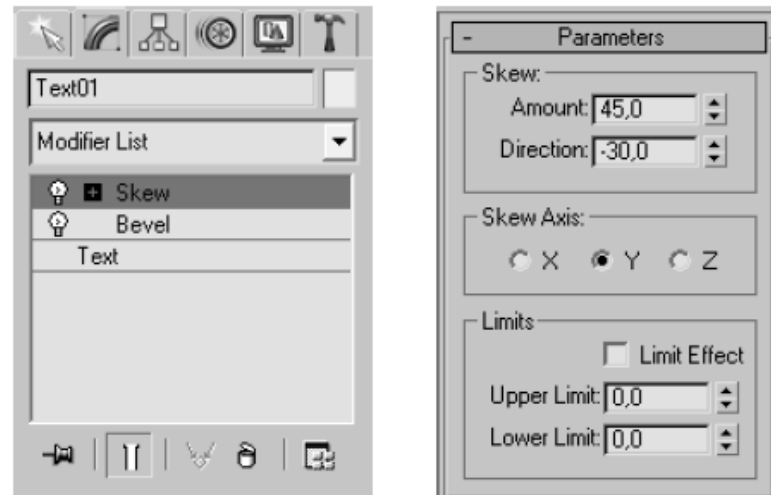 Text01
Modifier List
Skew
Bevel
Text
- Parameters
Skew:
Amount: 45,0
Direction: -30,0
Skew Axis:
X Y Z
Limits
Limit Effect
Upper Limit: 0,0
Lower Limit: 0,0